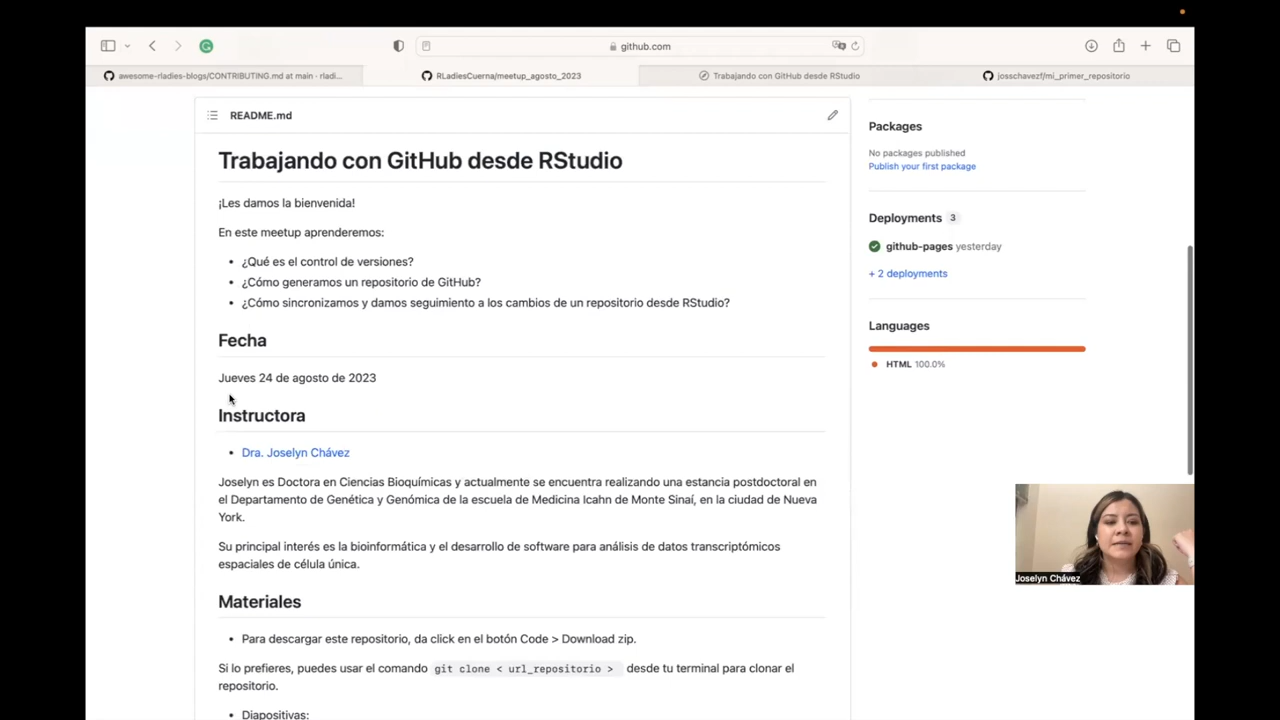 github.com
awesome-rladies-blogs/CONTRIBUTING.md at main · rladi...
RLadiesCuerna/meetup_agosto_2023
Trabajando con GitHub desde RStudio
josschavezf/mi_primer_repositorio
README.md
Trabajando con GitHub desde RStudio
¡Les damos la bienvenida!
En este meetup aprenderemos:
• ¿Qué es el control de versiones?
• ¿Cómo generamos un repositorio de GitHub?
• ¿Cómo sincronizamos y damos seguimiento a los cambios de un repositorio desde RStudio?
Fecha
Jueves 24 de agosto de 2023
Instructora
• Dra. Joselyn Chávez
Joselyn es Doctora en Ciencias Bioquímicas y actualmente se encuentra realizando una estancia postdoctoral en
el Departamento de Genética y Genómica de la escuela de Medicina Icahn de Monte Sinaí, en la ciudad de Nueva
York.
Su principal interés es la bioinformática y el desarrollo de software para análisis de datos transcriptómicos
espaciales de célula única.
Materiales
• Para descargar este repositorio, da click en el botón Code > Download zip.
Si lo prefieres, puedes usar el comando git clone < url_repositorio > desde tu terminal para clonar el
repositorio.
• Diapositivas:
Packages
No packages published
Publish your first package
Deployments 3
github-pages yesterday
+ 2 deployments
Languages
HTML 100.0%
Joselyn Chávez